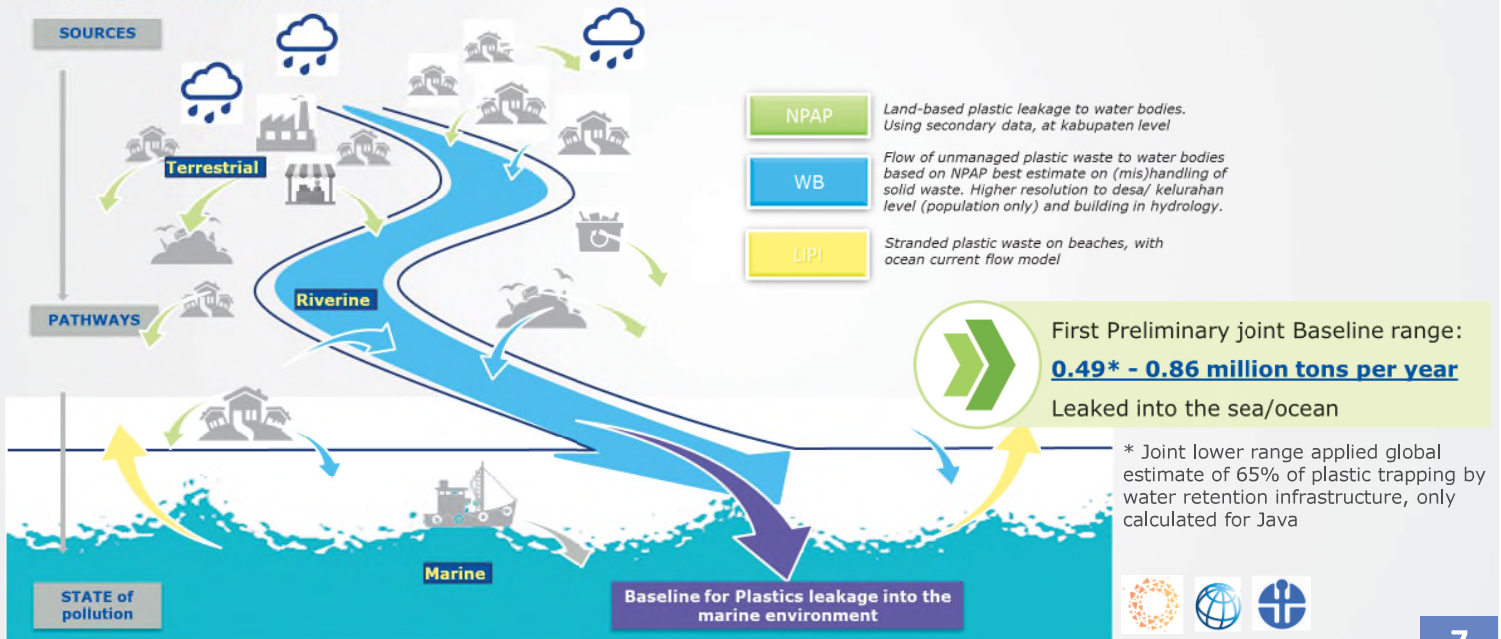 SOURCES
Terrestrial
Riverine
PATHWAYS
Marine
STATE of
pollution
Baseline for Plastics leakage into the
marine environment
NPAP
Land-based plastic leakage to water bodies.
Using secondary data, at kabupaten level
WB
Flow of unmanaged plastic waste to water bodies
based on NPAP best estimate on (mis)handling of
solid waste. Higher resolution to desa/ kelurahan
level (population only) and building in hydrology.
LIPI
Stranded plastic waste on beaches, with
ocean current flow model
First Preliminary joint Baseline range:
0.49* - 0.86 million tons per year
Leaked into the sea/ocean
* Joint lower range applied global
estimate of 65% of plastic trapping by
water retention infrastructure, only
calculated for Java
7